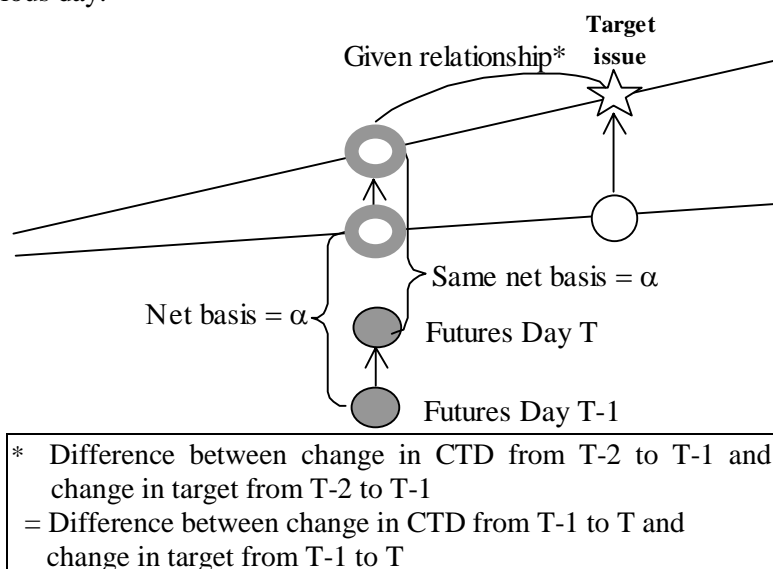 ious day.
Target
issue
Given relationship*
Same net basis = α
Net basis = α
Futures Day T
Futures Day T-1
* Difference between change in CTD from T-2 to T-1 and
change in target from T-2 to T-1
= Difference between change in CTD from T-1 to T and
change in target from T-1 to T